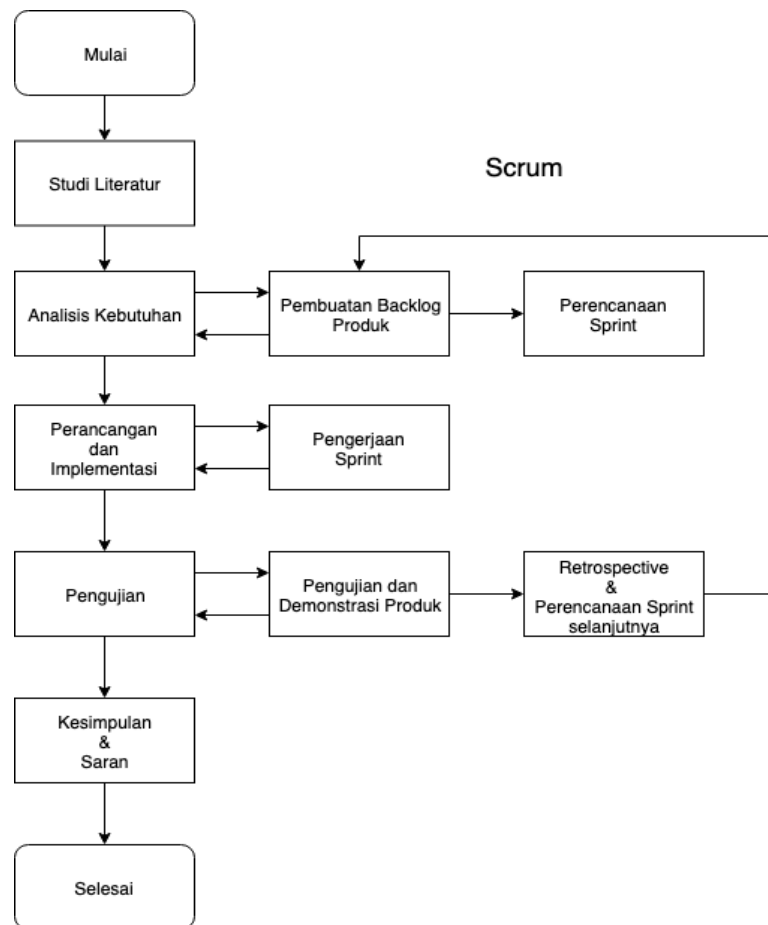 Mulai
Studi Literatur
Scrum
Analisis Kebutuhan
Pembuatan Backlog
Produk
Perencanaan
Sprint
Perancangan
dan
Implementasi
Pengerjaan
Sprint
Pengujian
Pengujian dan
Demonstrasi Produk
Retrospective
&
Perencanaan Sprint
selanjutnya
Kesimpulan
&
Saran
Selesai